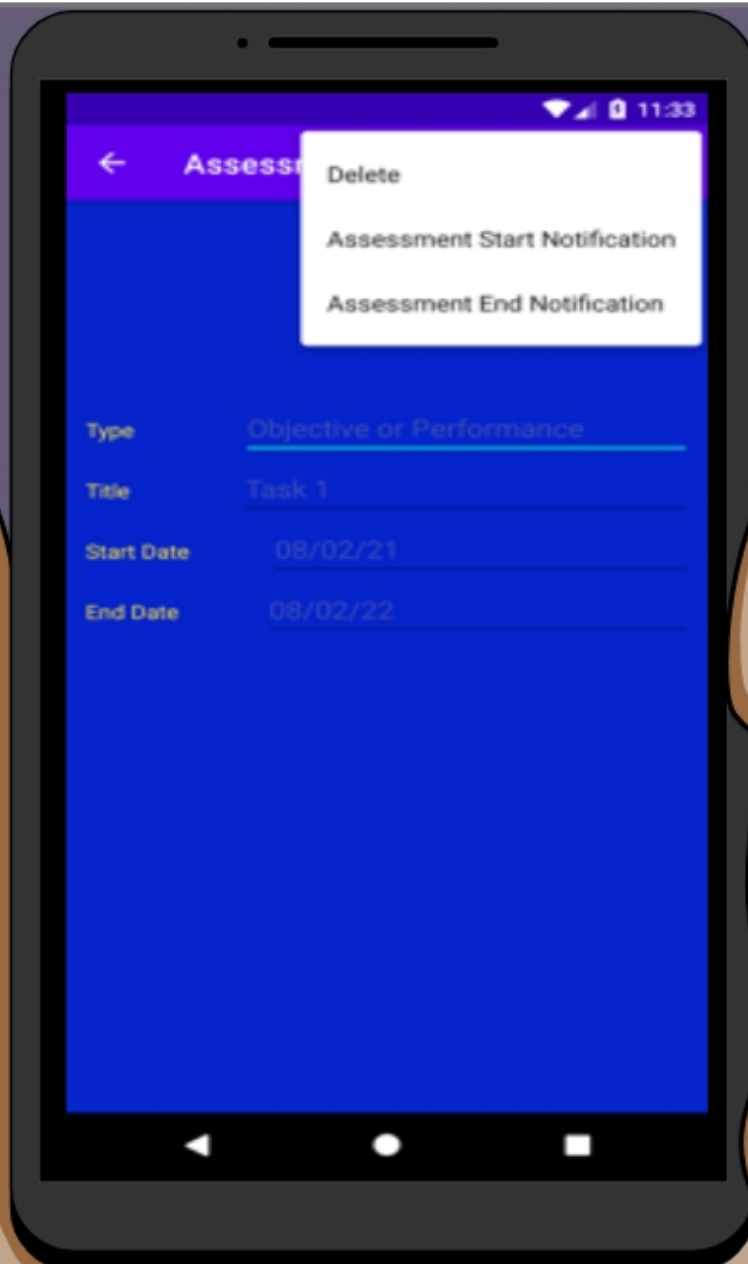 11:33
Assess
Delete
Assessment Start Notification
Assessment End Notification
Type Objective or Performance
Title Task 1
Start Date 08/02/21
End Date 08/02/22